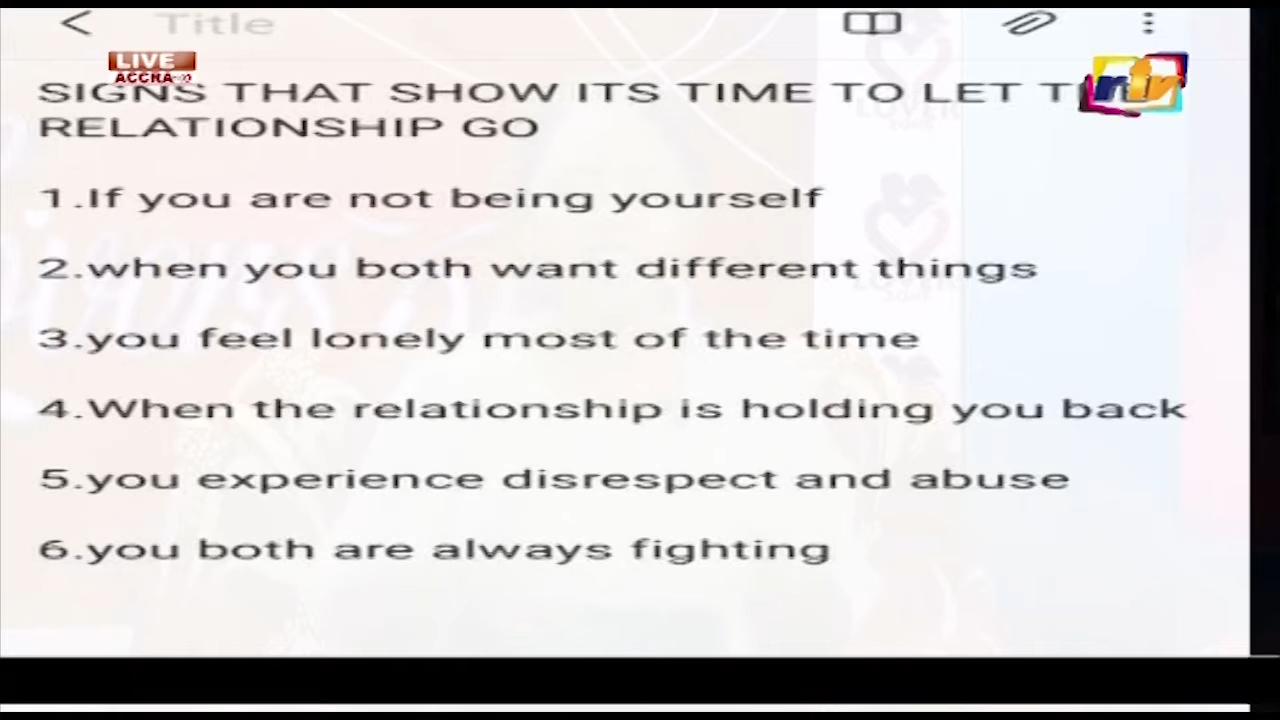 Title
LIVE
ACCRA
SIGNS THAT SHOW ITS TIME TO LET
RELATIONSHIP GO
1.If you are not being yourself
2.when you both want different things
3.you feel lonely most of the time
4.When the relationship is holding you back
5.you experience disrespect and abuse
6.you both are always fighting
LOVER